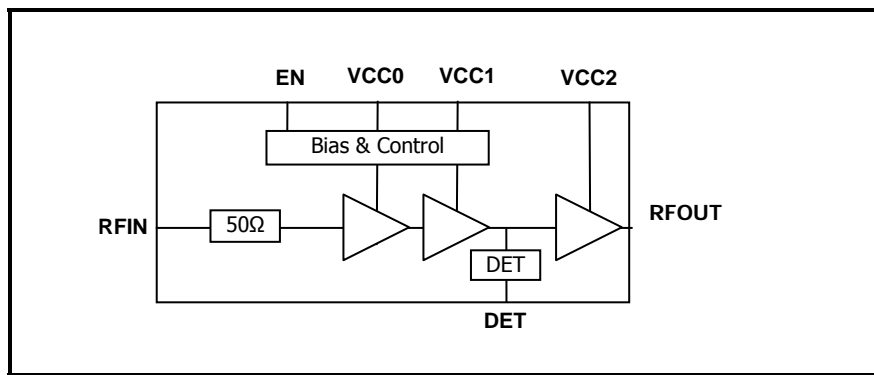 EN VCC0 VCC1 VCC2
Bias & Control
RFIN 50Ω RFOUT
DET
DET